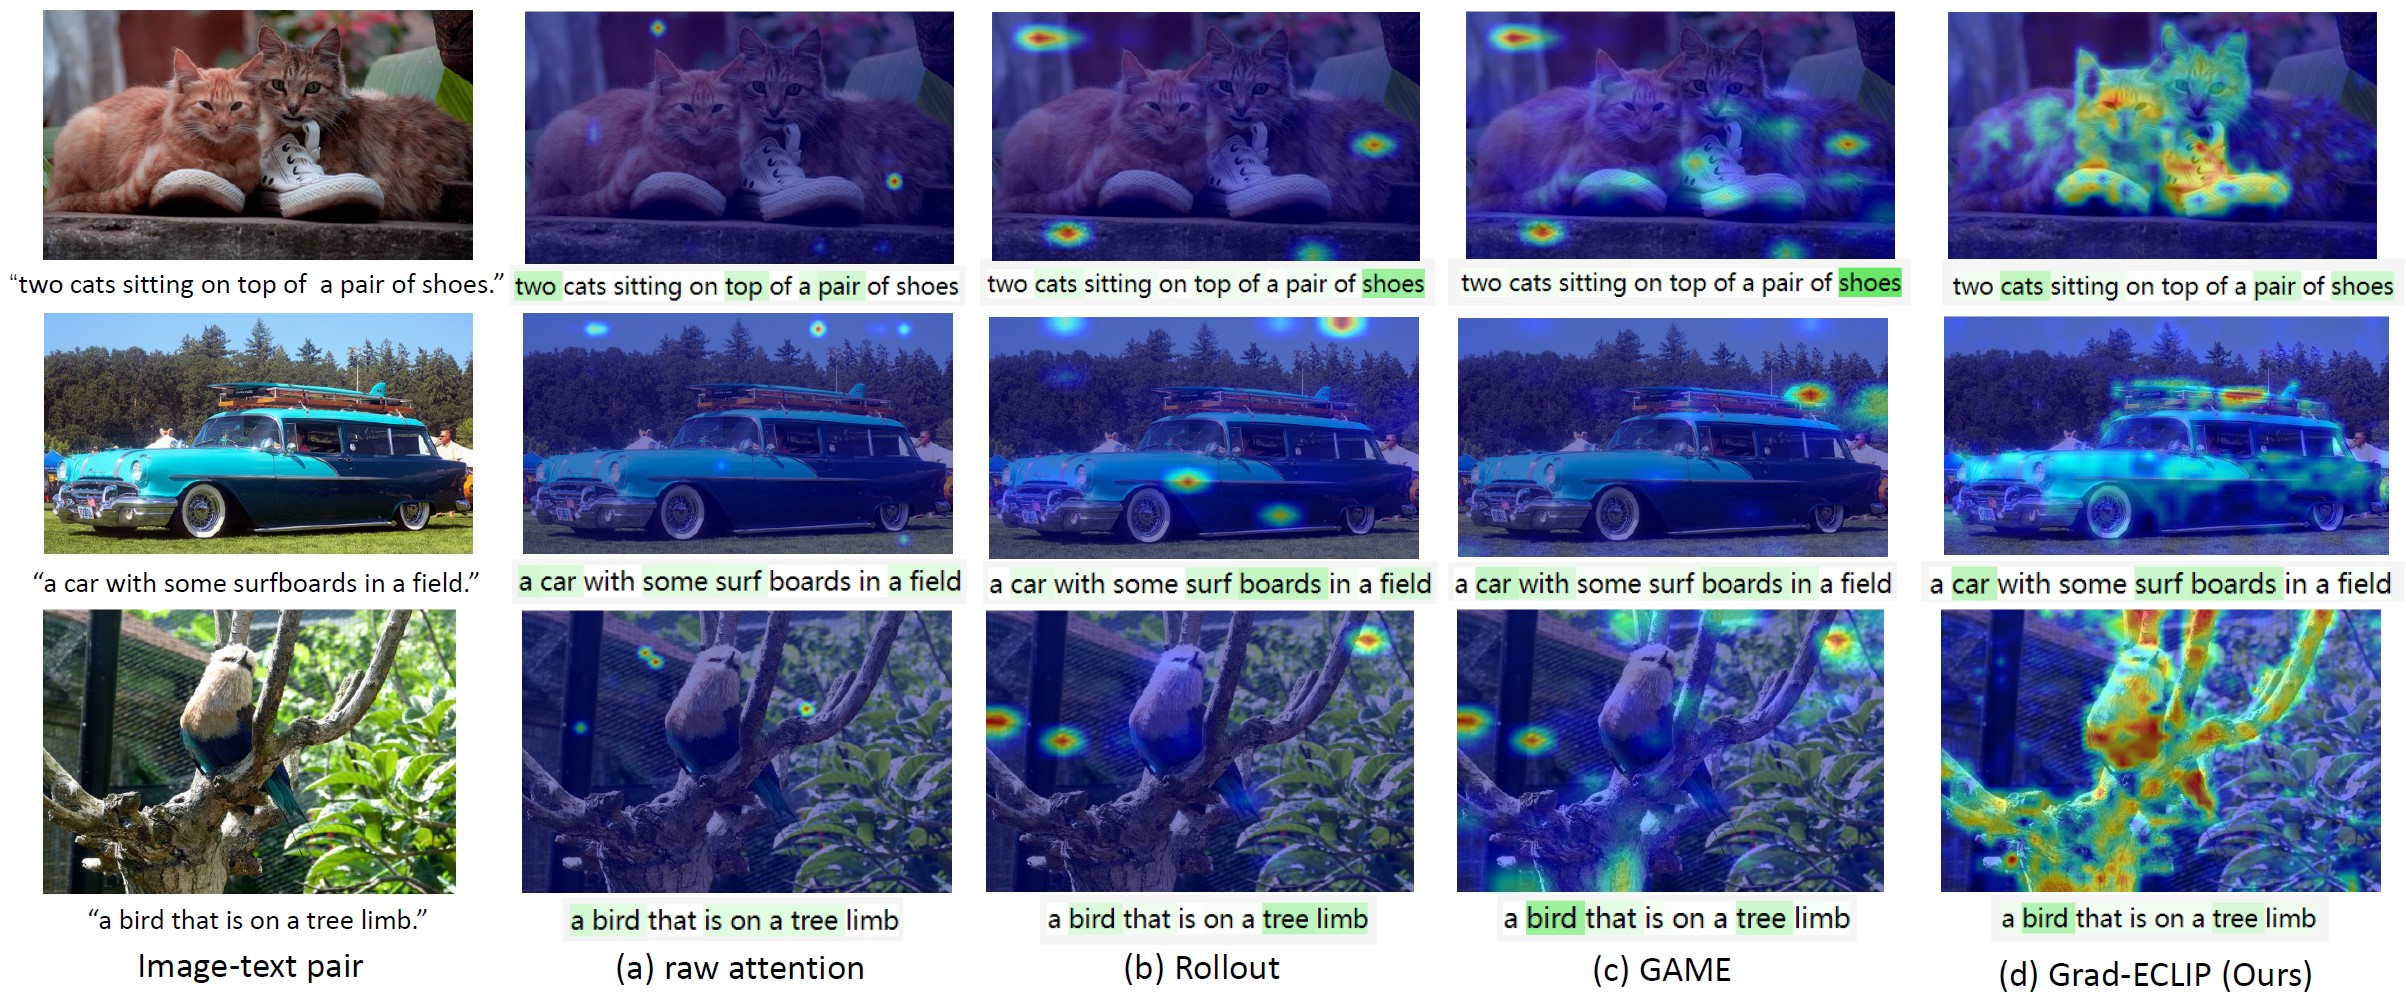 “two cats sitting on top of  a pair of shoes.”
two cats sitting on top of a pair of shoes
two cats sitting on top of a pair of shoes
two cats sitting on top of a pair of shoes
two cats sitting on top of a pair of shoes
“a car with some surfboards in a field.”
a car with some surf boards in a field
a car with some surf boards in a field
a car with some surf boards in a field
a car with some surf boards in a field
“a bird that is on a tree limb.”
a bird that is on a tree limb
a bird that is on a tree limb
a bird that is on a tree limb
a bird that is on a tree limb
Image-text pair
(a) raw attention
(b) Rollout
(c) GAME
(d) Grad-ECLIP (Ours)